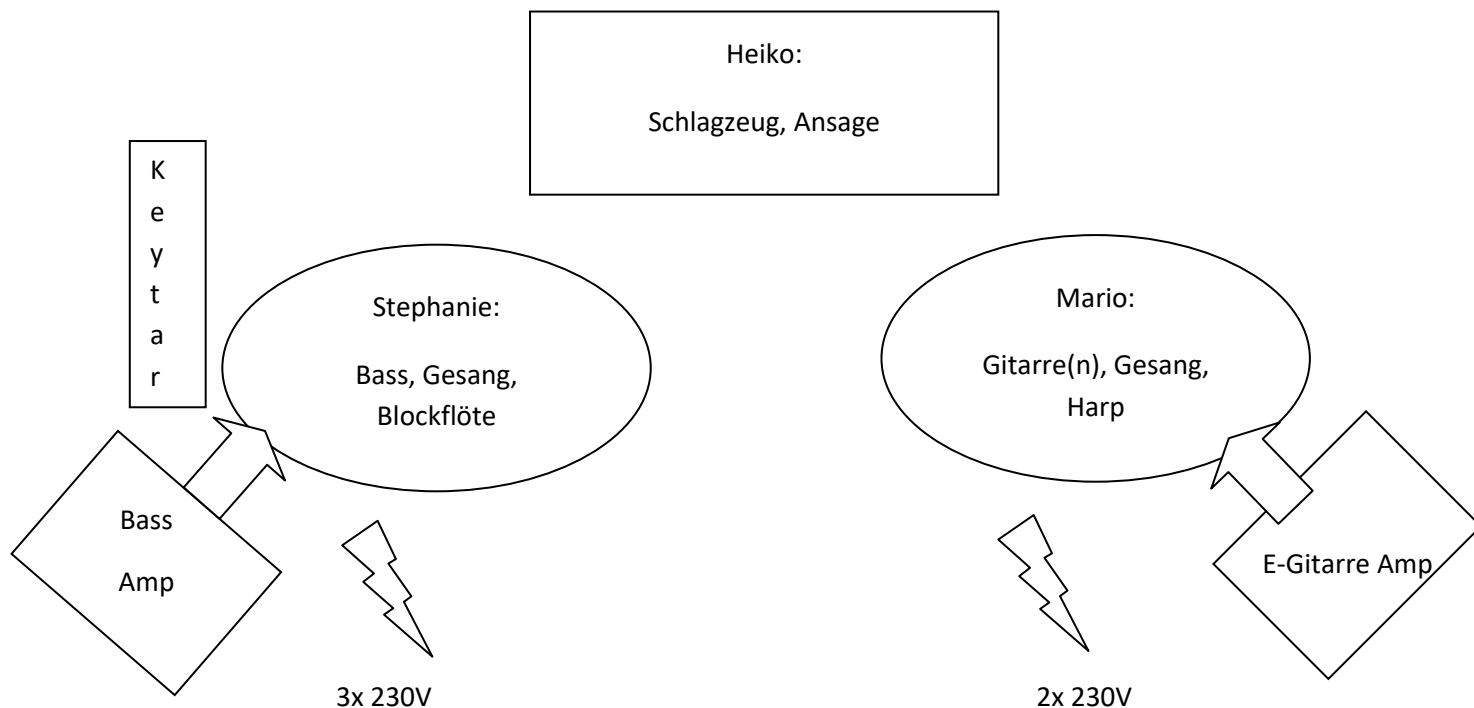 Heiko:
Schlagzeug, Ansage
K
e
y
t
a
r
Stephanie:
Bass, Gesang,
Blockflöte
Mario:
Gitarre(n), Gesang,
Harp
Bass
Amp
E-Gitarre Amp
3x 230V
2x 230V